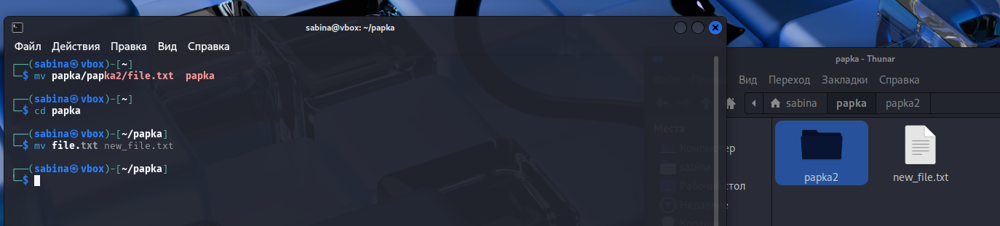 sabina@vbox: ~/papka
Файл Действия Правка Вид Справка
┌──(sabina㉿vbox)-[~]
└─$ mv papka/papka2/file.txt  papka
┌──(sabina㉿vbox)-[~]
└─$ cd papka
┌──(sabina㉿vbox)-[~/papka]
└─$ mv file.txt new_file.txt
┌──(sabina㉿vbox)-[~/papka]
└─$
papka - Thunar
Вид Переход Закладки Справка
sabina papka papka2
Места
Компьютер
sabina
Рабочий стол
Недавние
Корзина
papka2
new_file.txt